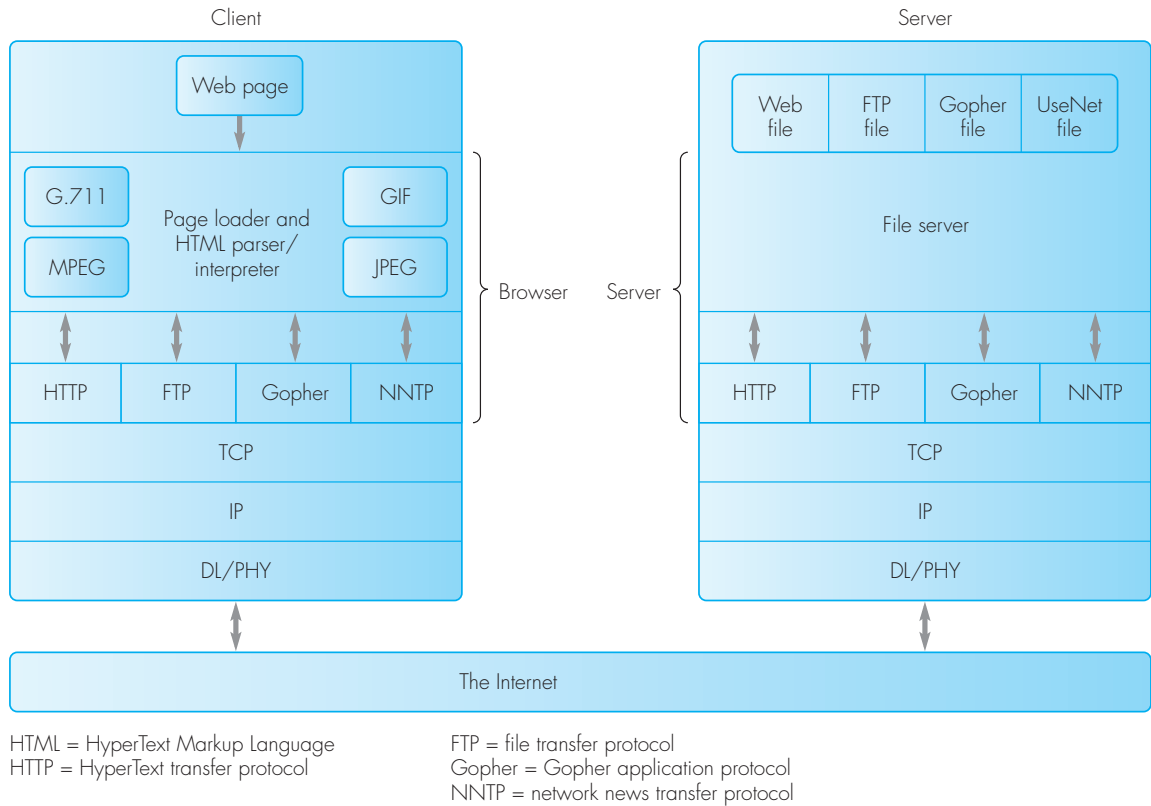 Client
Server
Web page
Web
file
FTP
file
Gopher
file
UseNet
file
G.711
MPEG
Page loader and
HTML parser/
interpreter
GIF
JPEG
Browser
Server
File server
HTTP
FTP
Gopher
NNTP
HTTP
FTP
Gopher
NNTP
TCP
TCP
IP
IP
DL/PHY
DL/PHY
The Internet
HTML = HyperText Markup Language
HTTP = HyperText transfer protocol
FTP = file transfer protocol
Gopher = Gopher application protocol
NNTP = network news transfer protocol